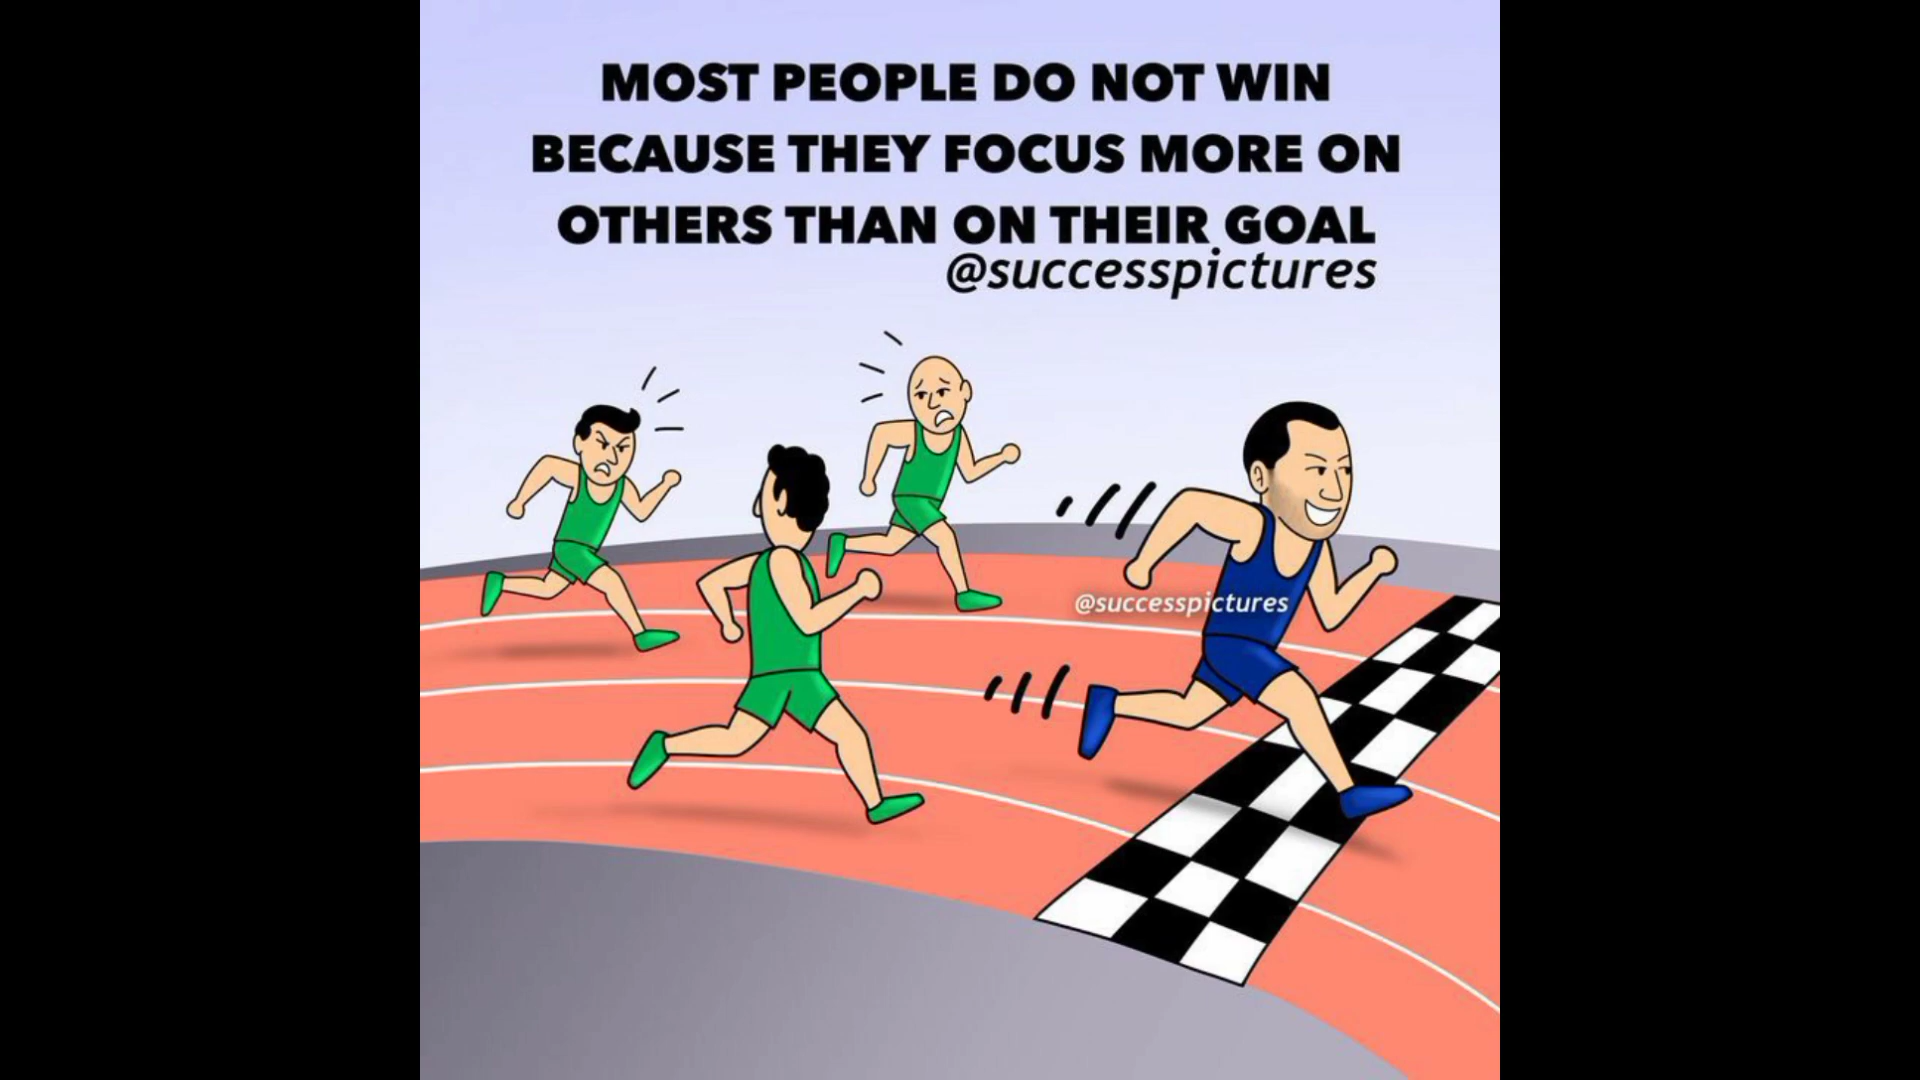 MOST PEOPLE DO NOT WIN
BECAUSE THEY FOCUS MORE ON
OTHERS THAN ON THEIR GOAL
@successpictures
@successpictures